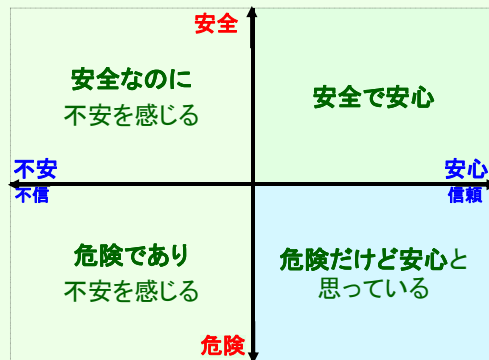 安全
安全なのに
不安を感じる
安全で安心
不安
不信
安心
信頼
危険であり
不安を感じる
危険だけど安心と
思っている
危険